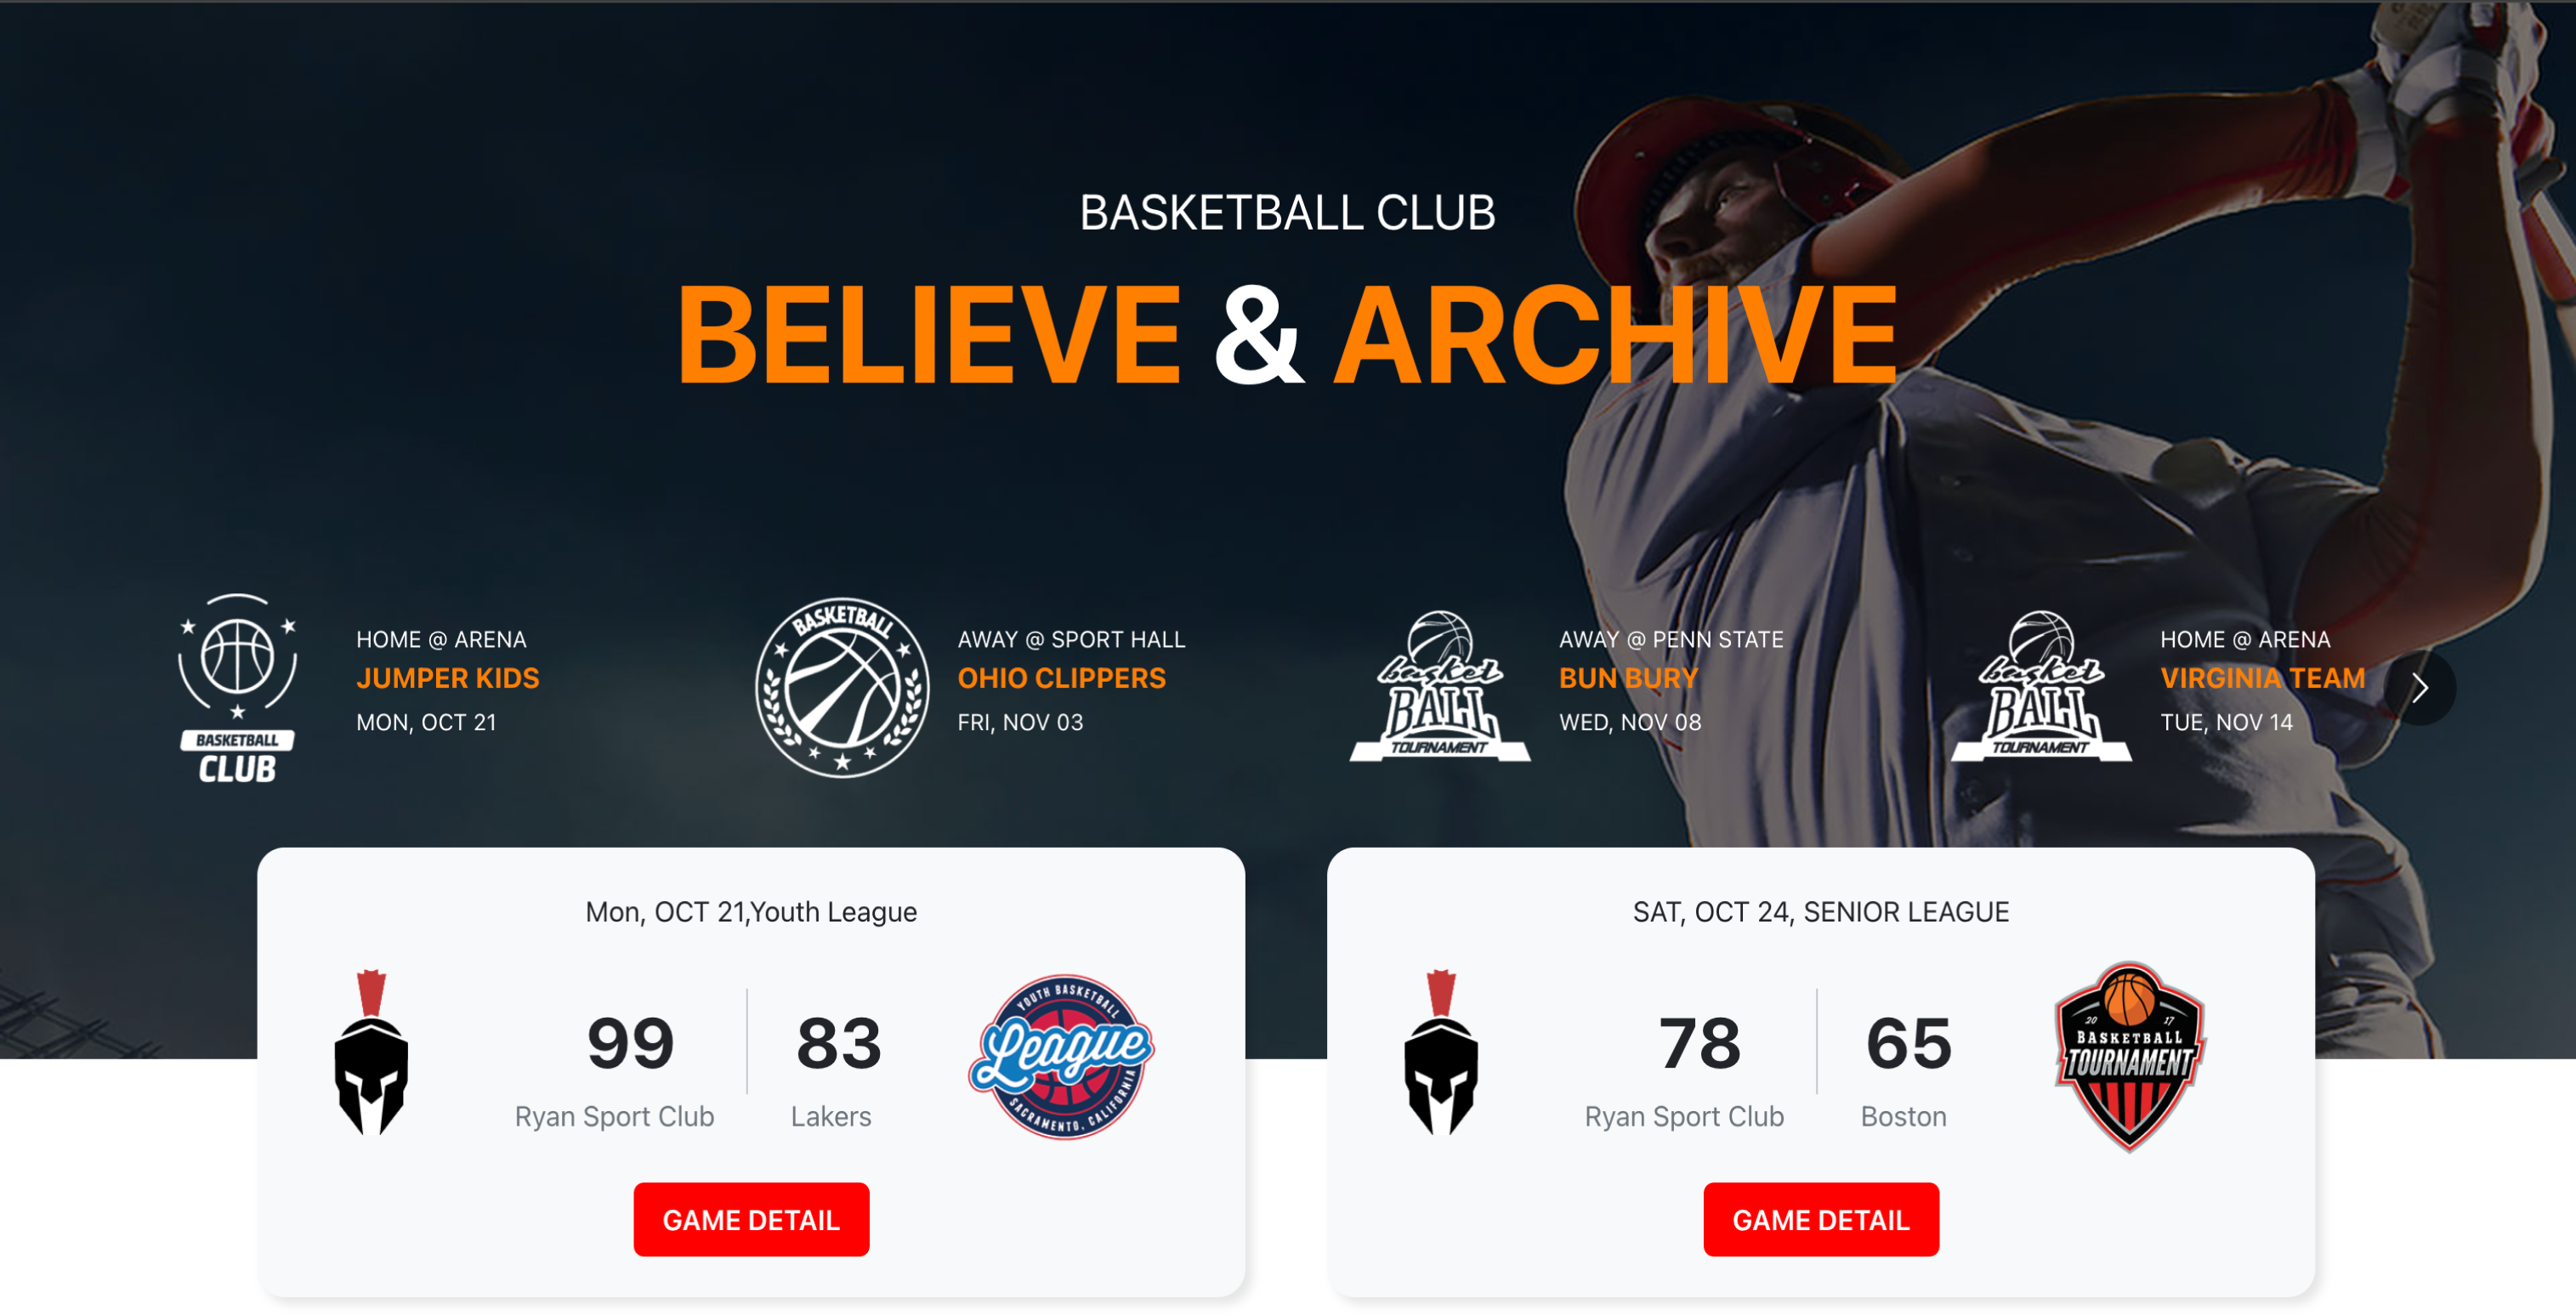 BASKETBALL CLUB
BELIEVE & ARCHIVE
BASKETBALL
CLUB
HOME @ ARENA
JUMPER KIDS
MON, OCT 21
BASKETBALL
AWAY @ SPORT HALL
OHIO CLIPPERS
FRI, NOV 03
basket
BALL
TOURNAMENT
AWAY @ PENN STATE
BUN BURY
WED, NOV 08
basket
BALL
TOURNAMENT
HOME @ ARENA
VIRGINIA TEAM
TUE, NOV 14
Mon, OCT 21,Youth League
99
83
Ryan Sport Club
Lakers
YOUTH BASKETBALL
League
SACRAMENTO, CALIFORNIA
GAME DETAIL
SAT, OCT 24, SENIOR LEAGUE
78
65
Ryan Sport Club
Boston
20 17
BASKETBALL
TOURNAMENT
GAME DETAIL